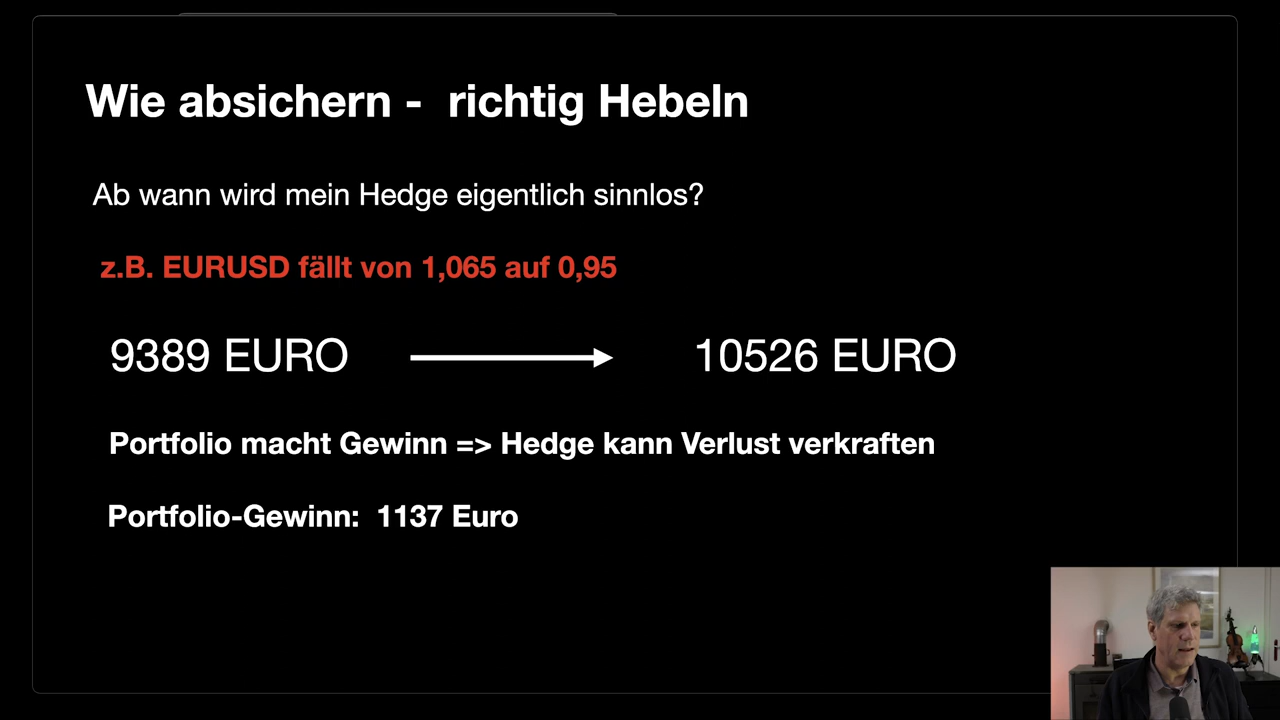 Wie absichern -  richtig Hebeln
Ab wann wird mein Hedge eigentlich sinnlos?
z.B. EURUSD fällt von 1,065 auf 0,95
9389 EURO 10526 EURO
Portfolio macht Gewinn => Hedge kann Verlust verkraften
Portfolio-Gewinn:  1137 Euro